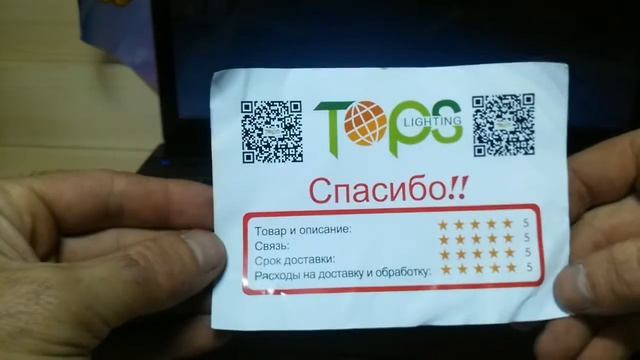 TOPS
LIGHTING
Спасибо!!
Товар и описание: ★★★★★ 5
Связь: ★★★★★ 5
Срок доставки: ★★★★★ 5
Расходы на доставку и обработку: ★★★★★ 5